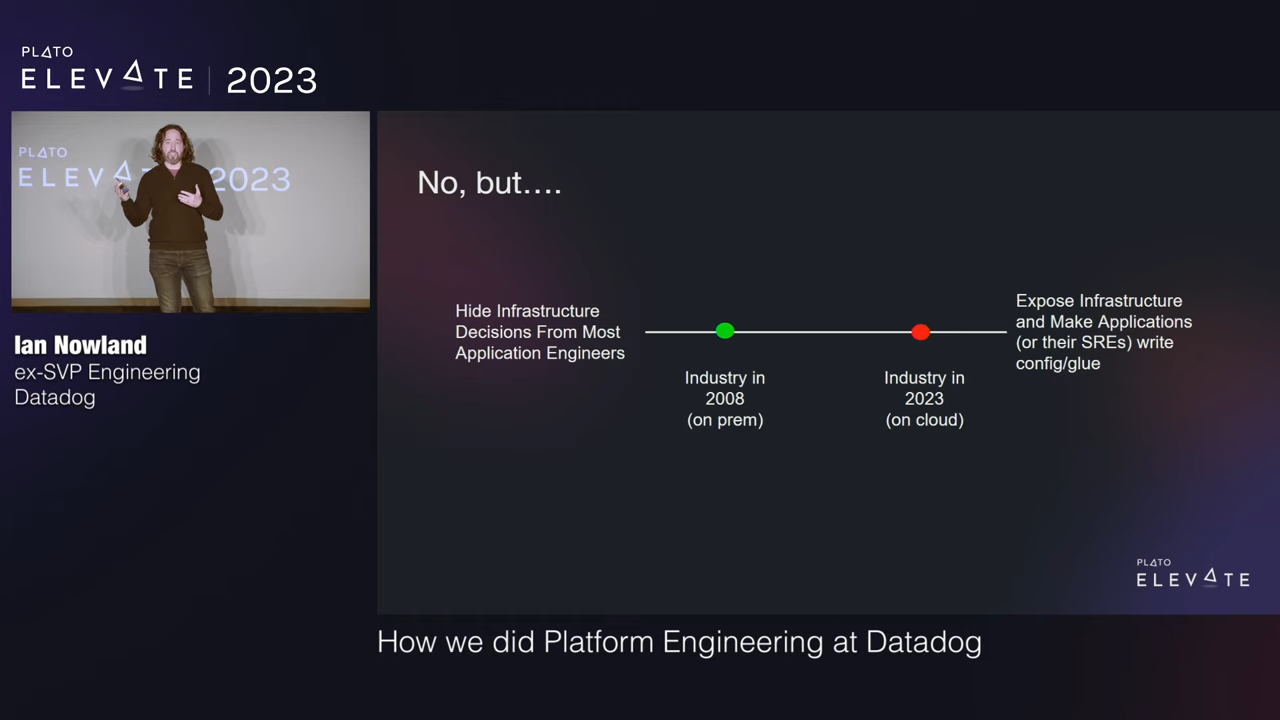 PLATO
ELEVATE | 2023
PLATO
ELEVATE 2023
Ian Nowland
ex-SVP Engineering
Datadog
No, but....
Hide Infrastructure
Decisions From Most
Application Engineers
Industry in
2008
(on prem)
Industry in
2023
(on cloud)
Expose Infrastructure
and Make Applications
(or their SREs) write
config/glue
PLATO
ELEVATE
How we did Platform Engineering at Datadog